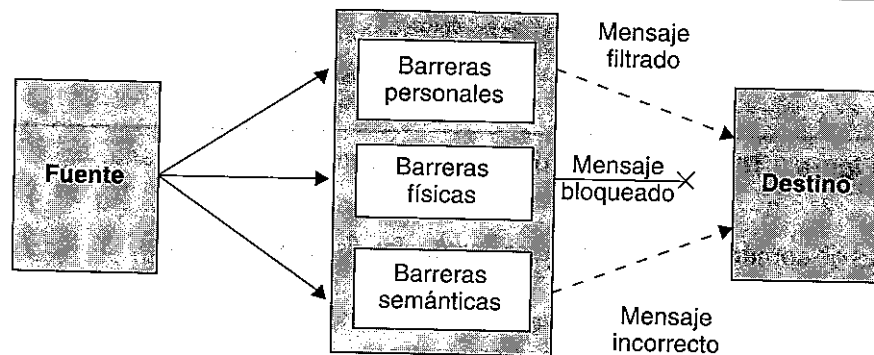 Fuente
Barreras
personales
Barreras
físicas
Barreras
semánticas
Mensaje
filtrado
Mensaje
bloqueado
Mensaje
incorrecto
Destino